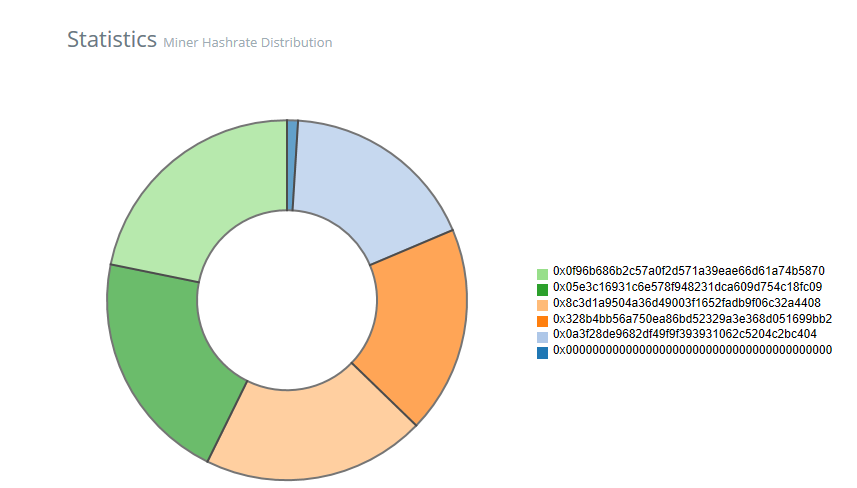 Statistics Miner Hashrate Distribution
0x0f96b686b2c57a0f2d571a39eae66d61a74b5870
0x05e3c16931c6e578f948231dca609d754c18fc09
0x8c3d1a9504a36d49003f1652fadb9f06c32a4408
0x328b4bb56a750ea86bd52329a3e368d051699bb2
0x0a3f28de9682df49f9f393931062c5204c2bc404
0x0000000000000000000000000000000000000000